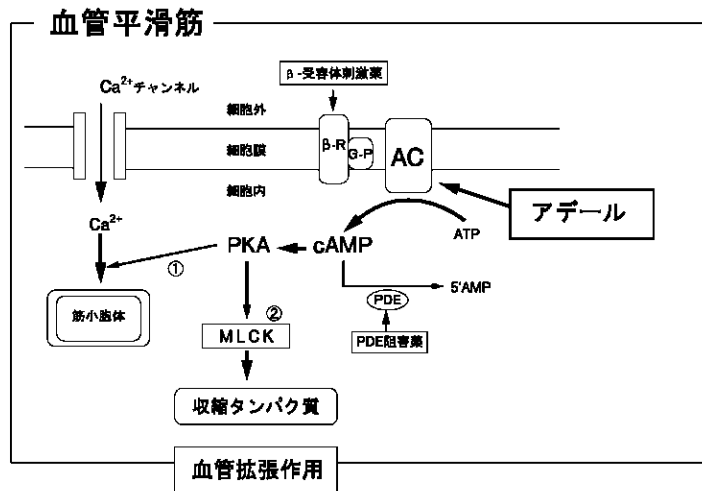 血管平滑筋
β-受容体刺激薬
Ca²⁺チャンネル
細胞外
β-R
G-P
AC
細胞膜
細胞内
アデール
Ca²⁺
ATP
PKA
cAMP
①
5'AMP
PDE
筋小胞体
②
MLCK
PDE阻害薬
収縮タンパク質
血管拡張作用